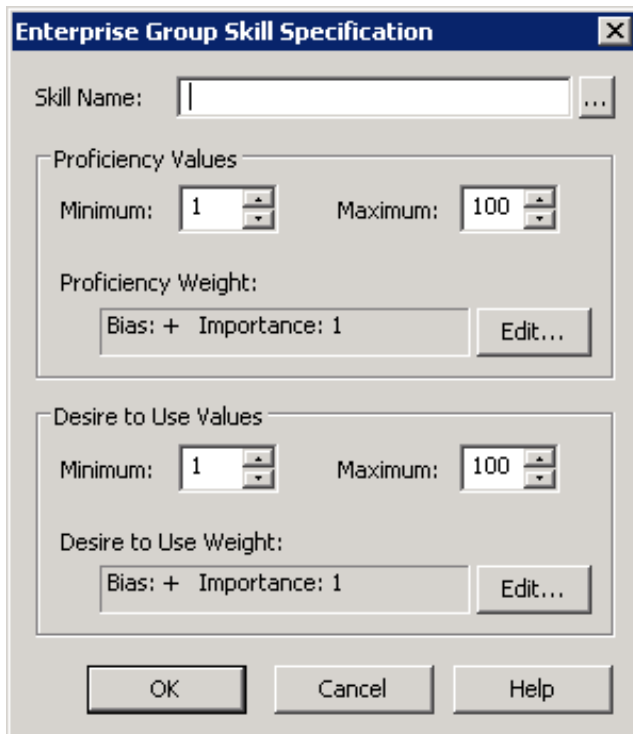 Enterprise Group Skill Specification
Skill Name: ...
Proficiency Values
Minimum: 1 Maximum: 100
Proficiency Weight:
Bias: + Importance: 1 Edit...
Desire to Use Values
Minimum: 1 Maximum: 100
Desire to Use Weight:
Bias: + Importance: 1 Edit...
OK Cancel Help